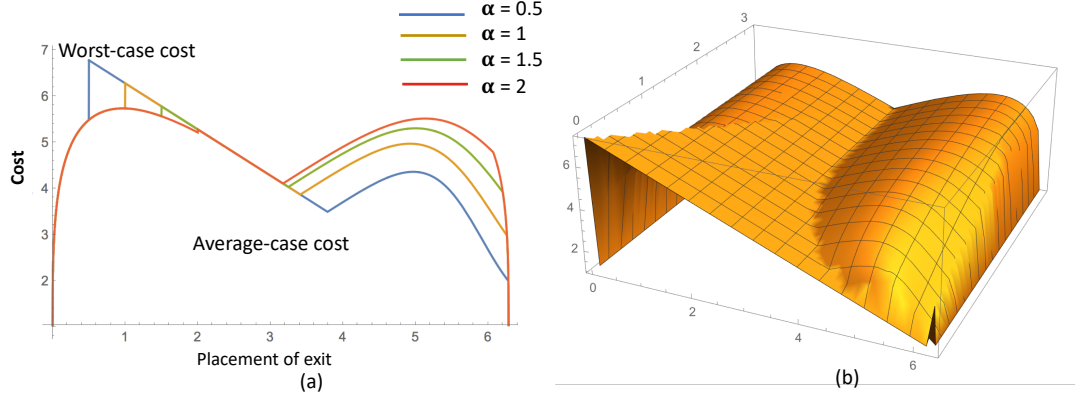 α = 0.5
α = 1
α = 1.5
α = 2
Worst-case cost
Average-case cost
Cost
7
6
5
4
3
2
1
2
3
4
5
6
Placement of exit
(a)
3
2
1
0
6
4
2
0
2
4
6
(b)